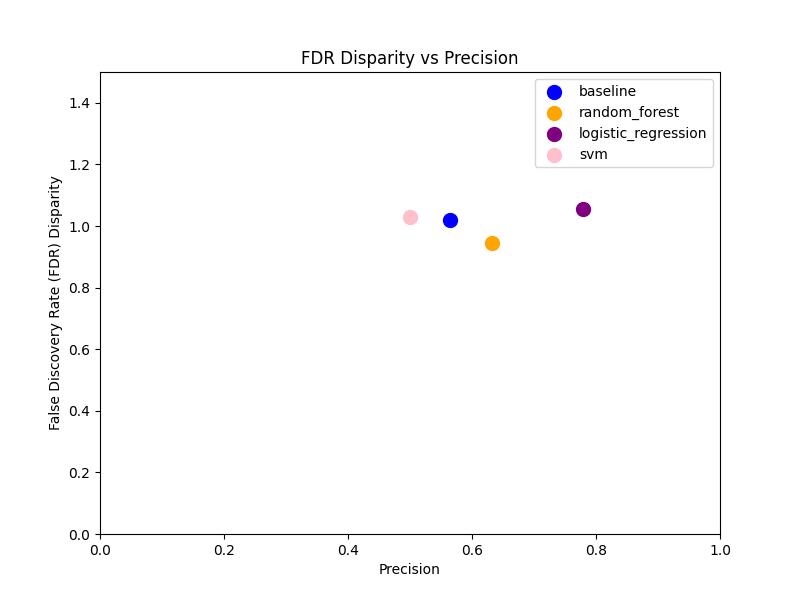 FDR Disparity vs Precision
baseline
random_forest
logistic_regression
svm
False Discovery Rate (FDR) Disparity
1.4
1.2
1.0
0.8
0.6
0.4
0.2
0.0
0.0 0.2 0.4 0.6 0.8 1.0
Precision